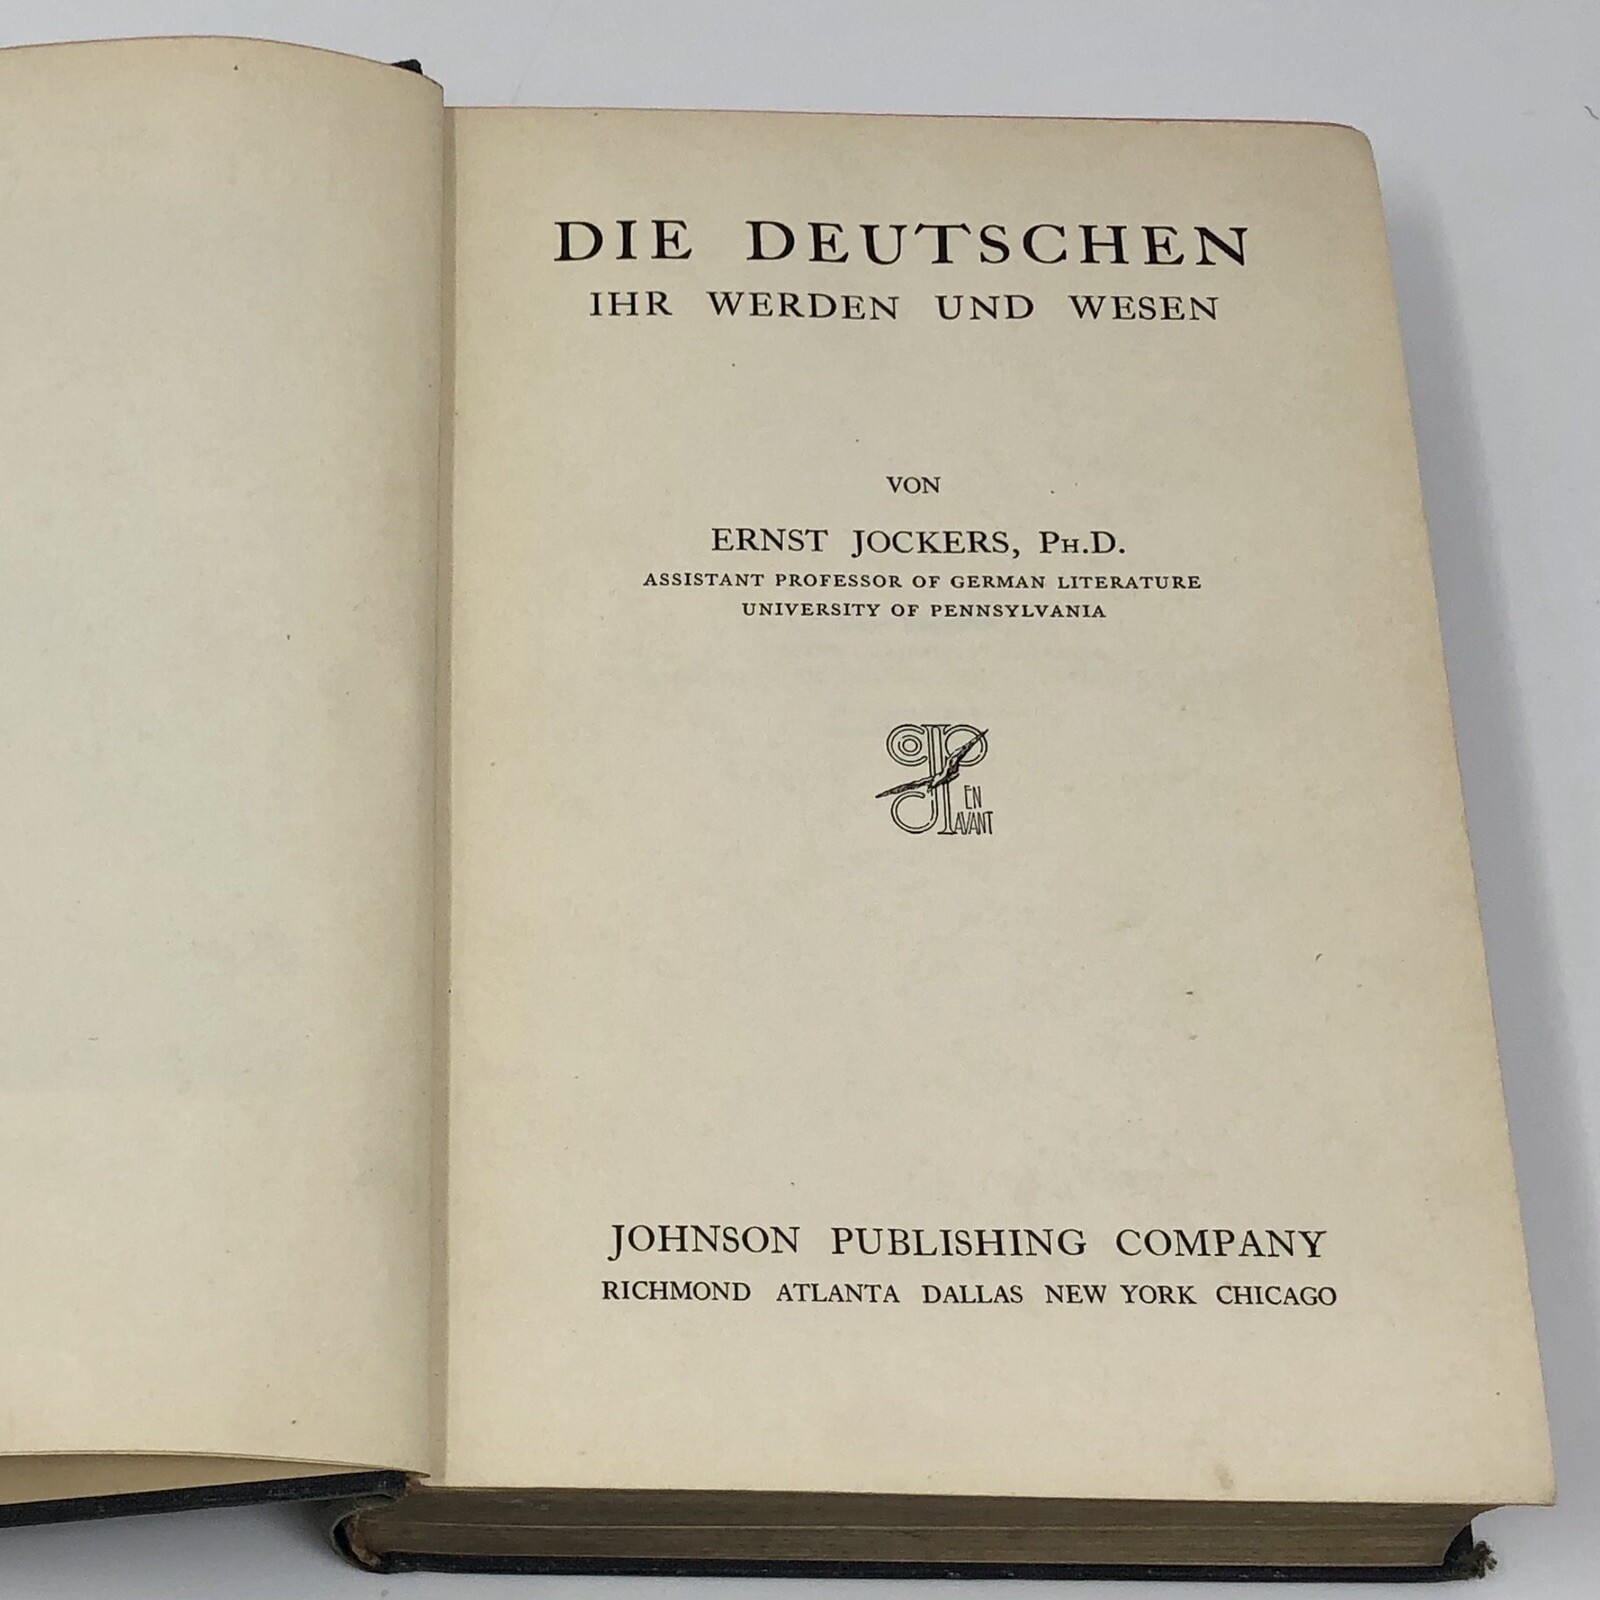 DIE DEUTSCHEN
IHR WERDEN UND WESEN
VON
ERNST JOCKERS, PH.D.
ASSISTANT PROFESSOR OF GERMAN LITERATURE
UNIVERSITY OF PENNSYLVANIA
EN
AVANT
JOHNSON PUBLISHING COMPANY
RICHMOND ATLANTA DALLAS NEW YORK CHICAGO